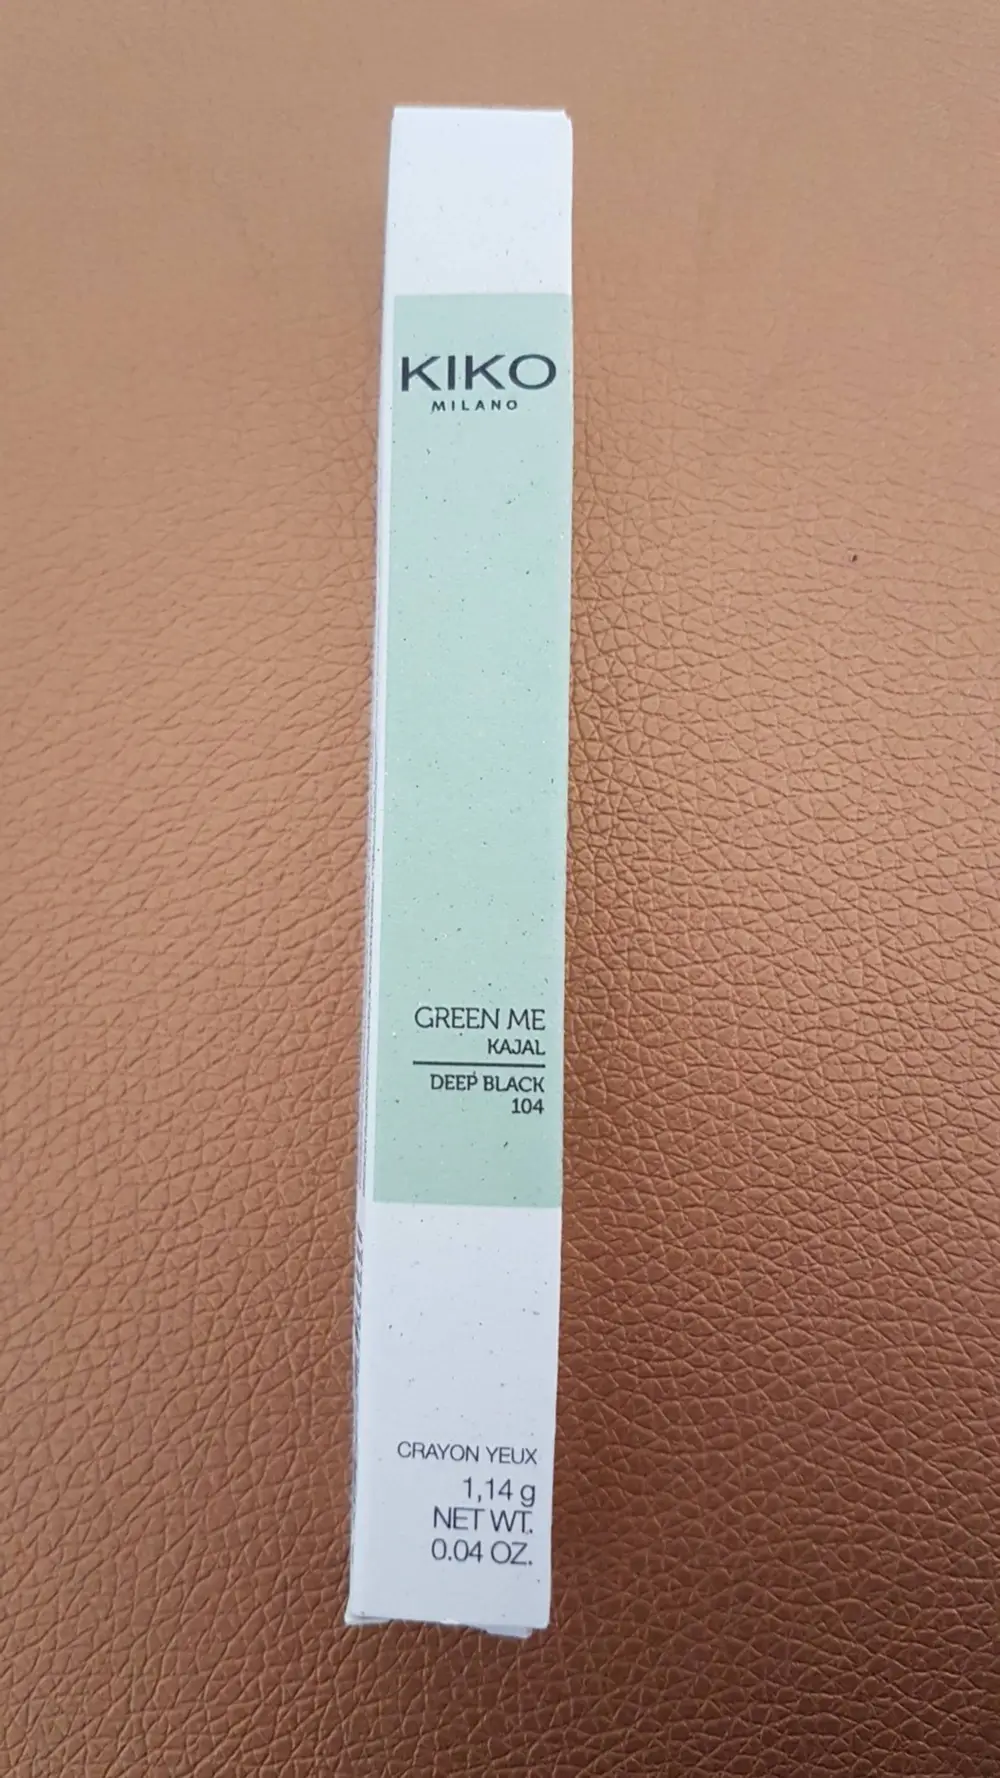 KIKO
MILANO
GREEN ME
KAJAL
DEEP BLACK
104
CRAYON YEUX
1,14 g
NET WT.
0.04 OZ.